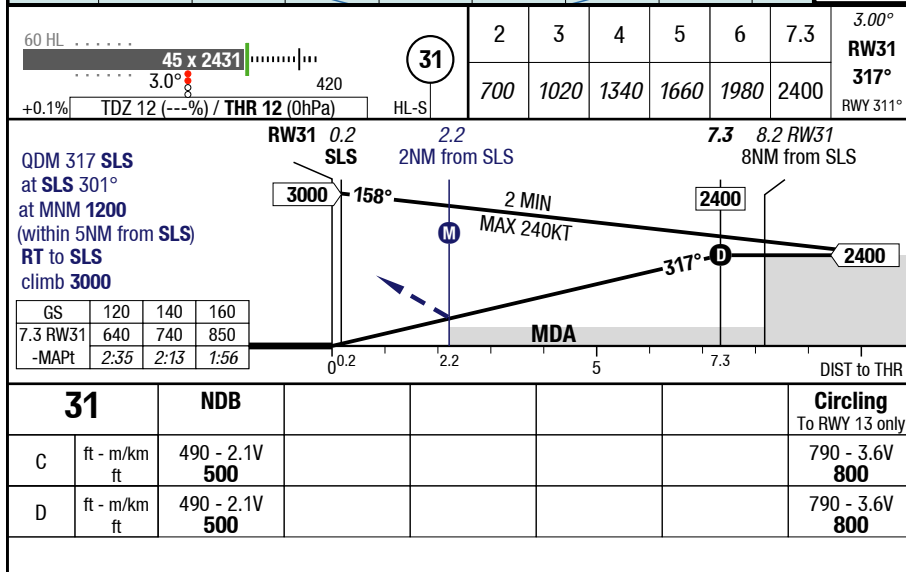 60 HL
45 x 2431
3.0°
420
+0.1%
TDZ 12 (---%) / THR 12 (0hPa)
31
HL-S
2 3 4 5 6 7.3
700 1020 1340 1660 1980 2400
3.00°
RW31
317°
RWY 311°
RW31 0.2
SLS
2.2
2NM from SLS
7.3 8.2 RW31
8NM from SLS
QDM 317 SLS
at SLS 301°
at MNM 1200
(within 5NM from SLS)
RT to SLS
climb 3000
3000
158°
2 MIN
MAX 240KT
2400
M
D
317°
2400
MDA
GS 120 140 160
7.3 RW31 640 740 850
-MAPt 2:35 2:13 1:56
0 0.2 2.2 5 7.3 DIST to THR
31 NDB Circling
To RWY 13 only
C ft - m/km 490 - 2.1V 790 - 3.6V
ft 500 800
D ft - m/km 490 - 2.1V 790 - 3.6V
ft 500 800